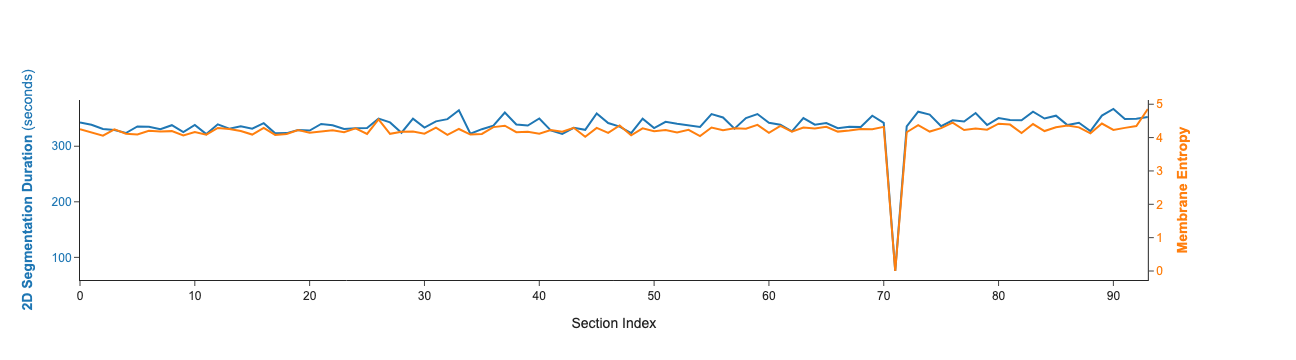 2D Segmentation Duration (seconds)
300
200
100
5
4
3
2
1
0
Membrane Entropy
0 10 20 30 40 50 60 70 80 90
Section Index